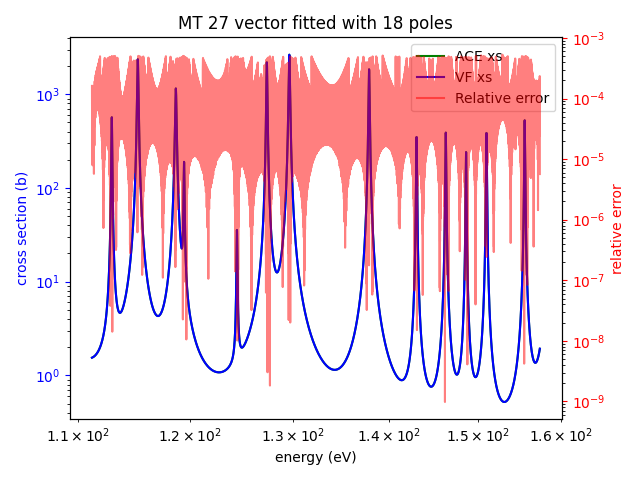 MT 27 vector fitted with 18 poles
ACE xs
VF xs
Relative error
cross section (b)
10³
10²
10¹
10⁰
relative error
10⁻³
10⁻⁴
10⁻⁵
10⁻⁶
10⁻⁷
10⁻⁸
10⁻⁹
1.1 × 10² 1.2 × 10² 1.3 × 10² 1.4 × 10² 1.5 × 10² 1.6 × 10²
energy (eV)